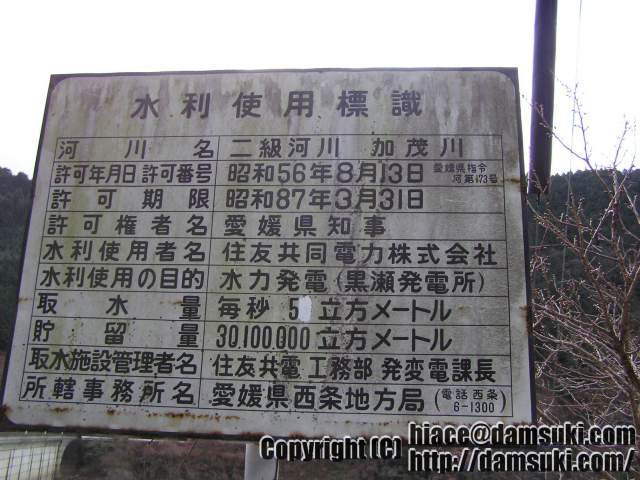 水利使用標識
河川名 二級河川 加茂川
許可年月日許可番号 昭和56年8月13日 愛媛県指令河第173号
許可期限 昭和87年3月31日
許可権者名 愛媛県知事
水利使用者名 住友共同電力株式会社
水利使用の目的 水力発電(黒瀬発電所)
取水量 毎秒 5 立方メートル
貯留量 30,100,000 立方メートル
取水施設管理者名 住友共電 工務部 発変電課長
所轄事務所名 愛媛県西条地方局 (電話西条 6-1300)
Copyright (C) hiace@damsuki.com
http://damsuki.com/